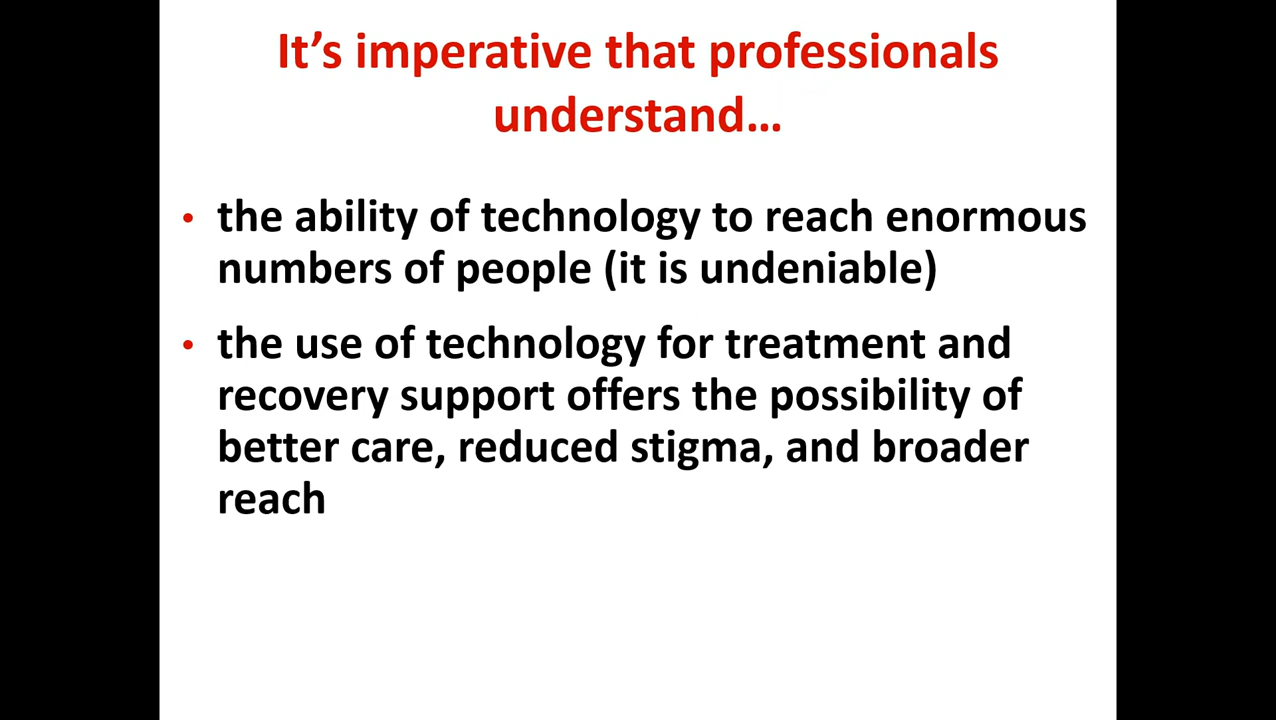 It’s imperative that professionals
understand…
• the ability of technology to reach enormous
numbers of people (it is undeniable)
• the use of technology for treatment and
recovery support offers the possibility of
better care, reduced stigma, and broader
reach